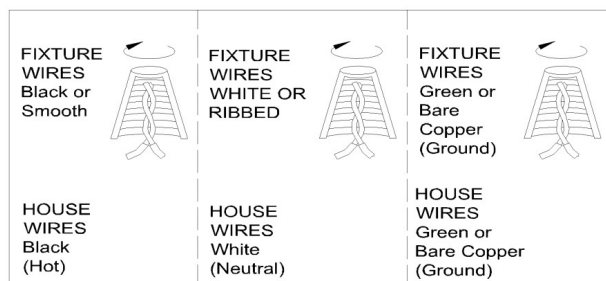 FIXTURE
WIRES
Black or
Smooth
HOUSE
WIRES
Black
(Hot)
FIXTURE
WIRES
WHITE OR
RIBBED
HOUSE
WIRES
White
(Neutral)
FIXTURE
WIRES
Green or
Bare
Copper
(Ground)
HOUSE
WIRES
Green or
Bare Copper
(Ground)